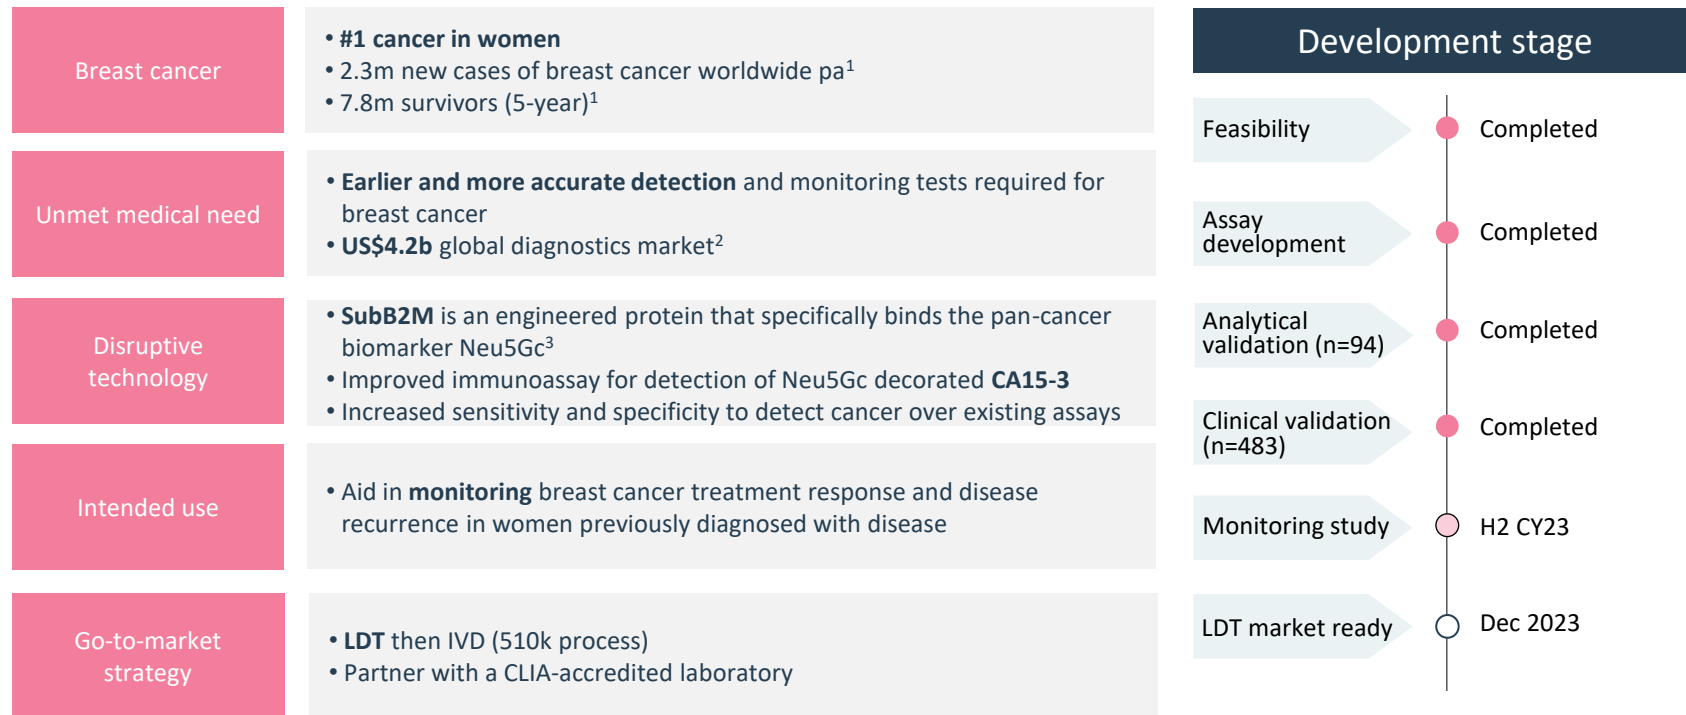 Breast cancer
• #1 cancer in women
• 2.3m new cases of breast cancer worldwide pa1
• 7.8m survivors (5-year)1
Unmet medical need
• Earlier and more accurate detection and monitoring tests required for
breast cancer
• US$4.2b global diagnostics market2
Disruptive
technology
• SubB2M is an engineered protein that specifically binds the pan-cancer
biomarker Neu5Gc3
• Improved immunoassay for detection of Neu5Gc decorated CA15-3
• Increased sensitivity and specificity to detect cancer over existing assays
Intended use
• Aid in monitoring breast cancer treatment response and disease
recurrence in women previously diagnosed with disease
Go-to-market
strategy
• LDT then IVD (510k process)
• Partner with a CLIA-accredited laboratory
Development stage
Feasibility
Completed
Assay
development
Completed
Analytical
validation (n=94)
Completed
Clinical validation
(n=483)
Completed
Monitoring study
H2 CY23
LDT market ready
Dec 2023